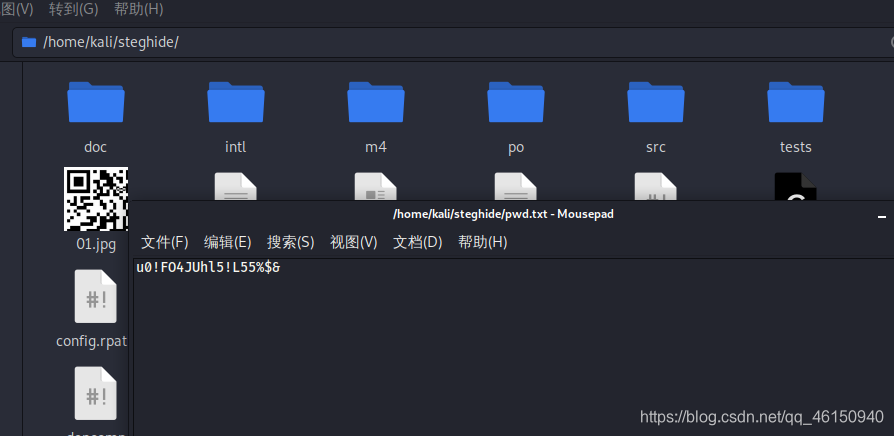 图(V) 转到(G) 帮助(H)
/home/kali/steghide/
doc intl m4 po src tests
/home/kali/steghide/pwd.txt - Mousepad
01.jpg 文件(F) 编辑(E) 搜索(S) 视图(V) 文档(D) 帮助(H)
u0!FO4JUhl5!L55%$&
#!
config.rpat
#!
https://blog.csdn.net/qq_46150940